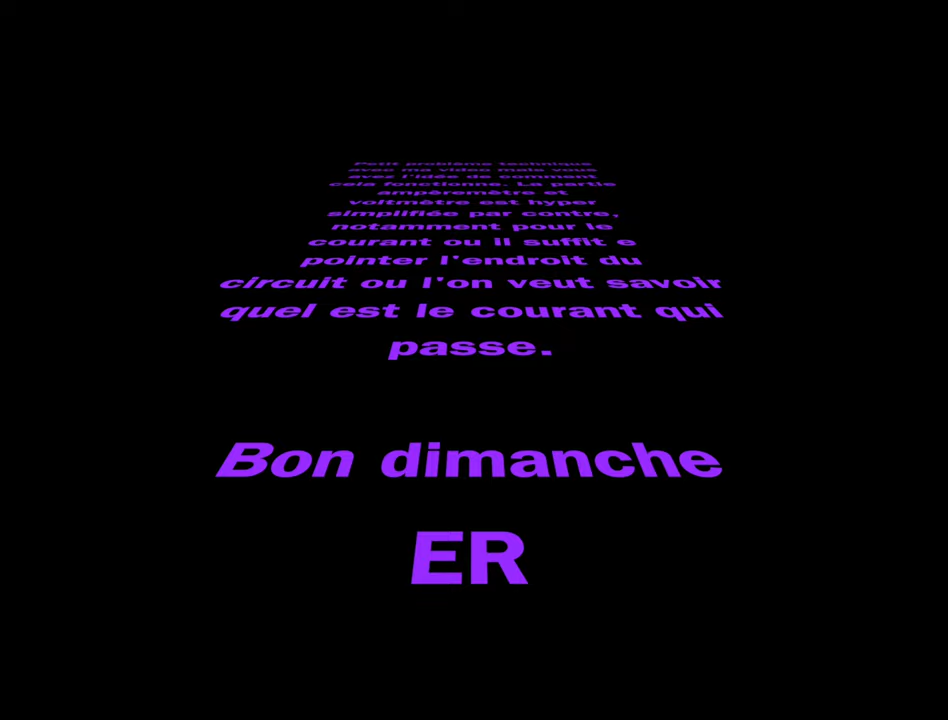 Petit problème technique
avec ma video mais vous
avez l'idée de comment
cela fonctionne. La partie
ampèremètre et
voltmètre est hyper
simplifiée par contre,
notamment pour le
courant ou il suffit e
pointer l'endroit du
circuit ou l'on veut savoir
quel est le courant qui
passe.
Bon dimanche
ER